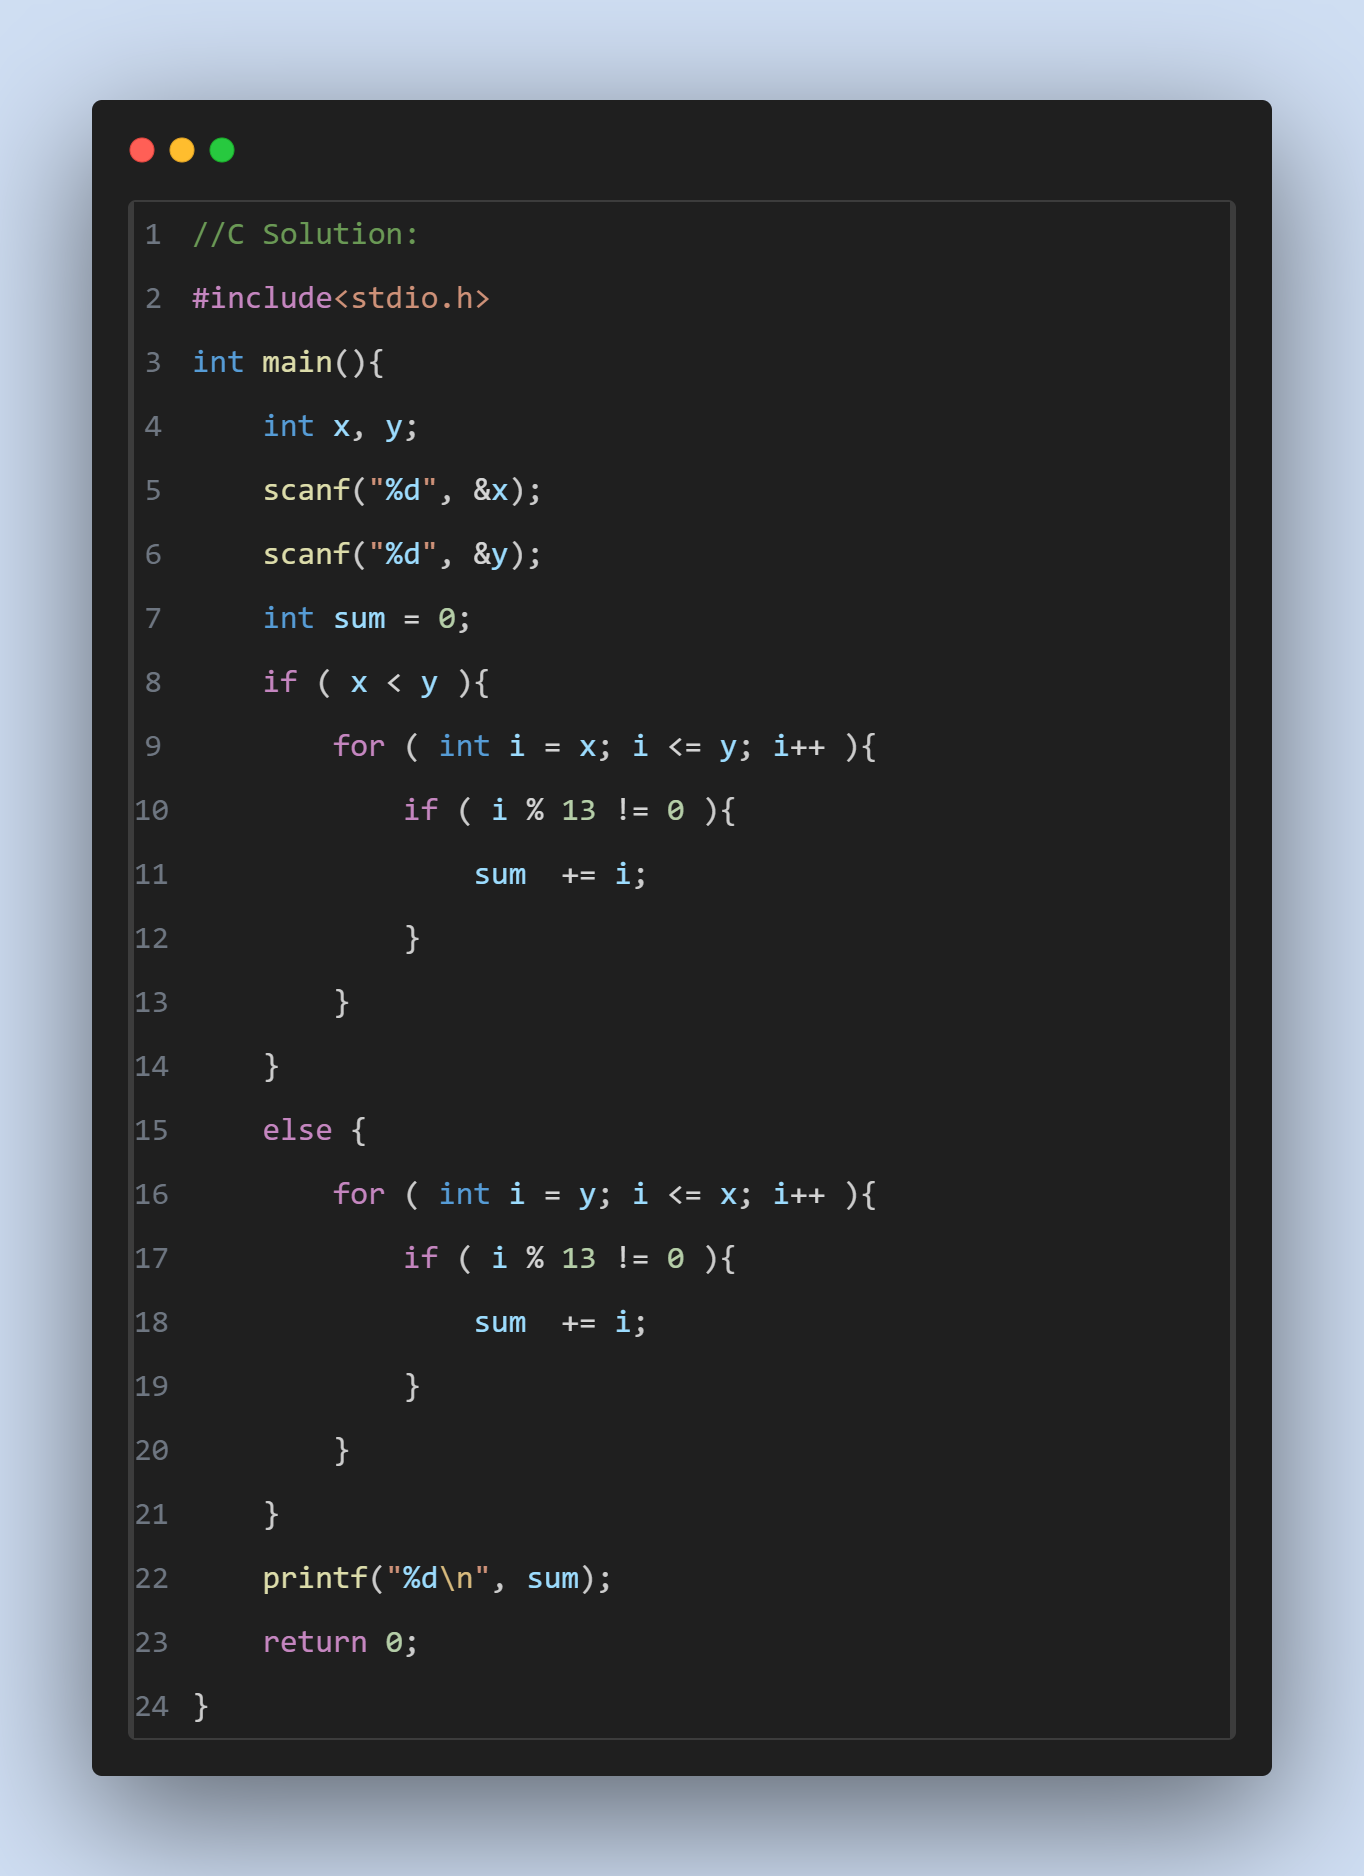 1 //C Solution:
2 #include<stdio.h>
3 int main(){
4     int x, y;
5     scanf("%d", &x);
6     scanf("%d", &y);
7     int sum = 0;
8     if ( x < y ){
9         for ( int i = x; i <= y; i++ ){
10             if ( i % 13 != 0 ){
11                 sum  += i;
12             }
13         }
14     }
15     else {
16         for ( int i = y; i <= x; i++ ){
17             if ( i % 13 != 0 ){
18                 sum  += i;
19             }
20         }
21     }
22     printf("%d\n", sum);
23     return 0;
24 }